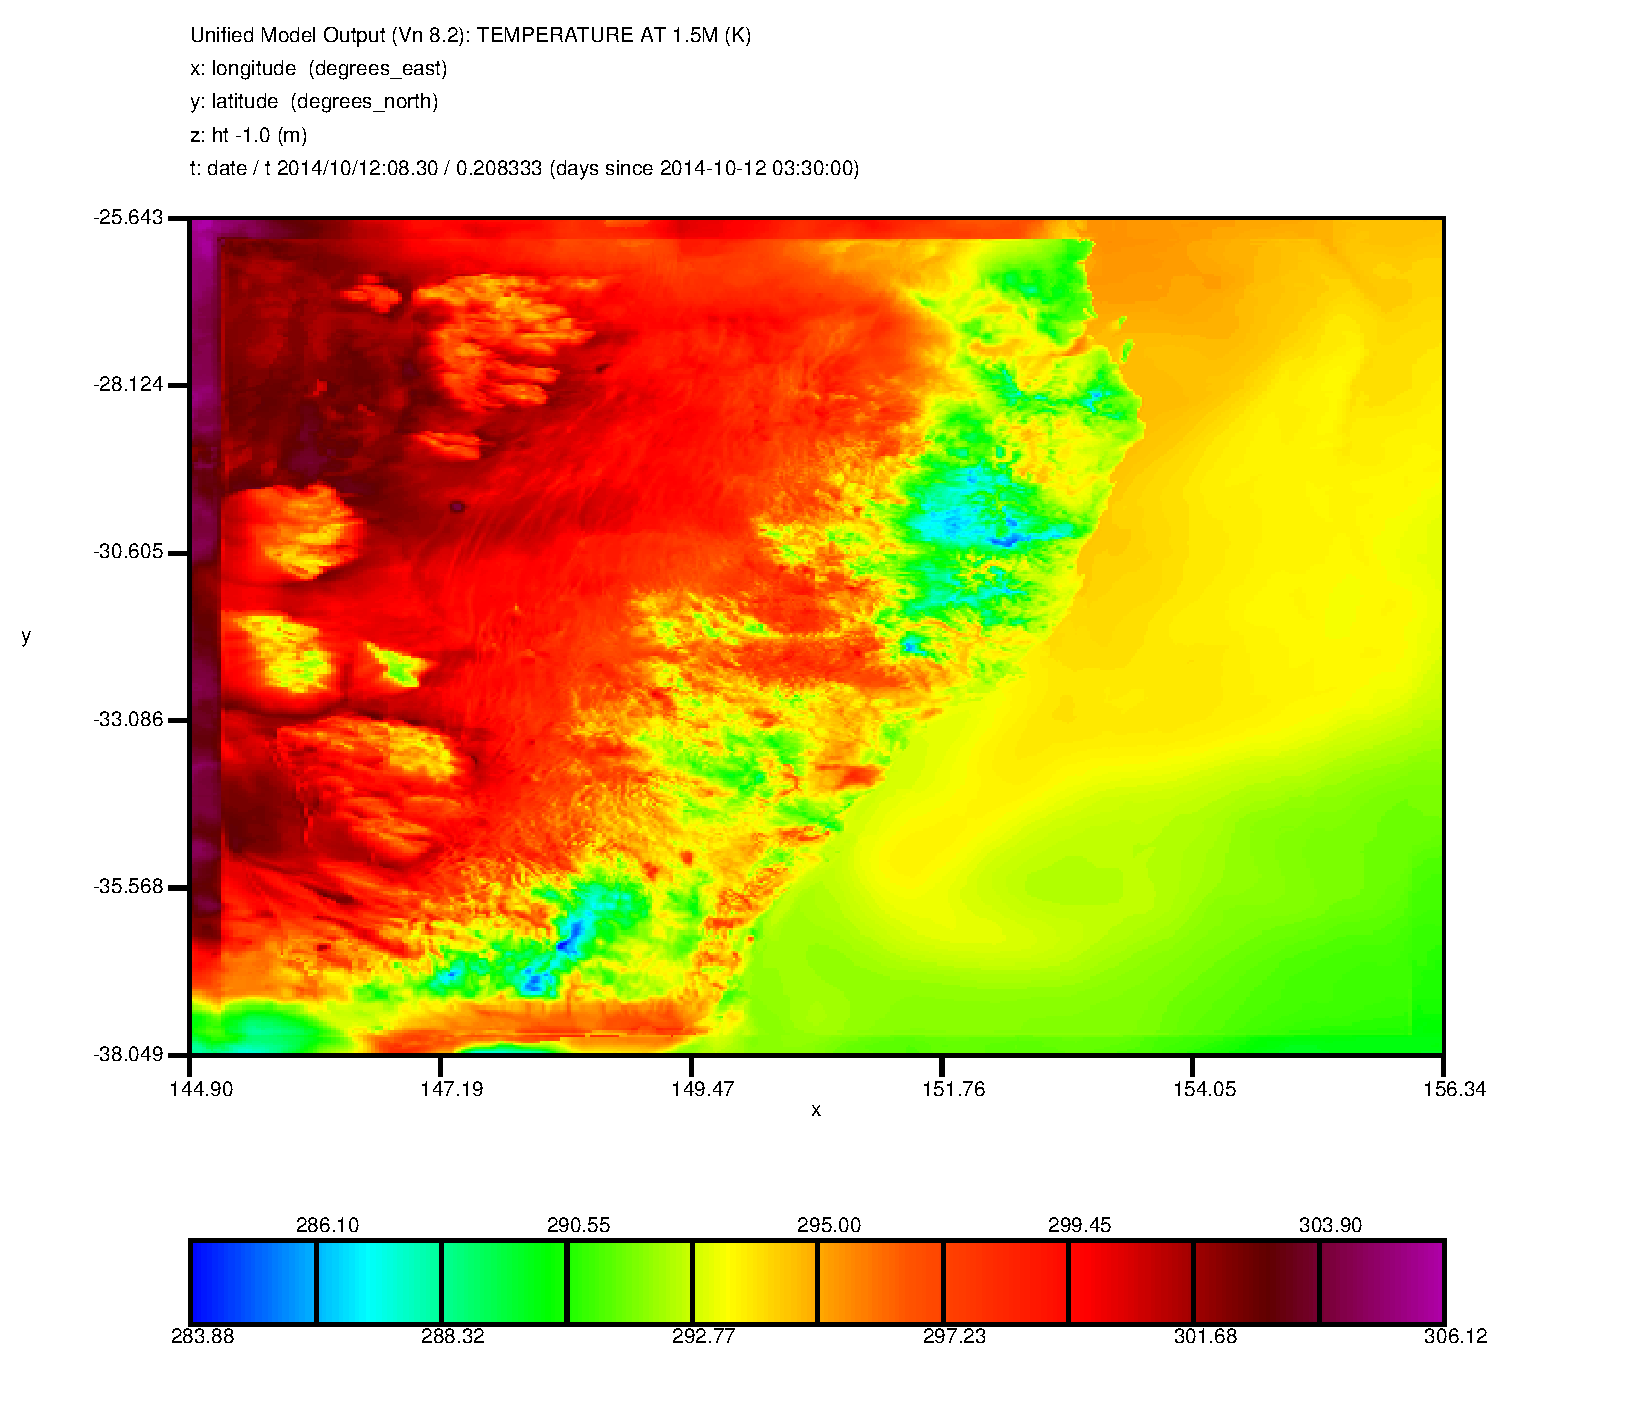 Unified Model Output (Vn 8.2): TEMPERATURE AT 1.5M (K)
x: longitude (degrees_east)
y: latitude (degrees_north)
z: ht -1.0 (m)
t: date / t 2014/10/12:08.30 / 0.208333 (days since 2014-10-12 03:30:00)
-25.643
-28.124
-30.605
y
-33.086
-35.568
-38.049
144.90 147.19 149.47 151.76 154.05 156.34
x
286.10 290.55 295.00 299.45 303.90
283.88 288.32 292.77 297.23 301.68 306.12